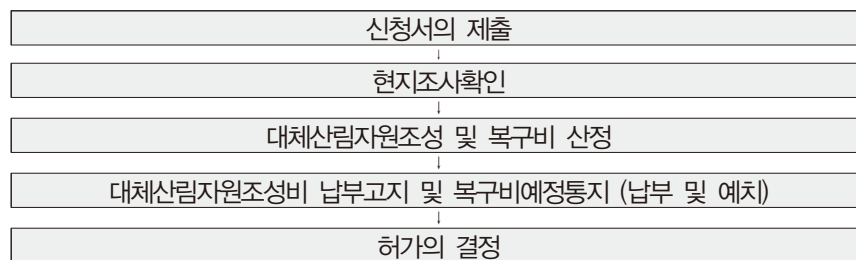 신청서의 제출
↓
현지조사확인
↓
대체산림자원조성 및 복구비 산정
↓
대체산림자원조성비 납부고지 및 복구비예정통지 (납부 및 예치)
↓
허가의 결정